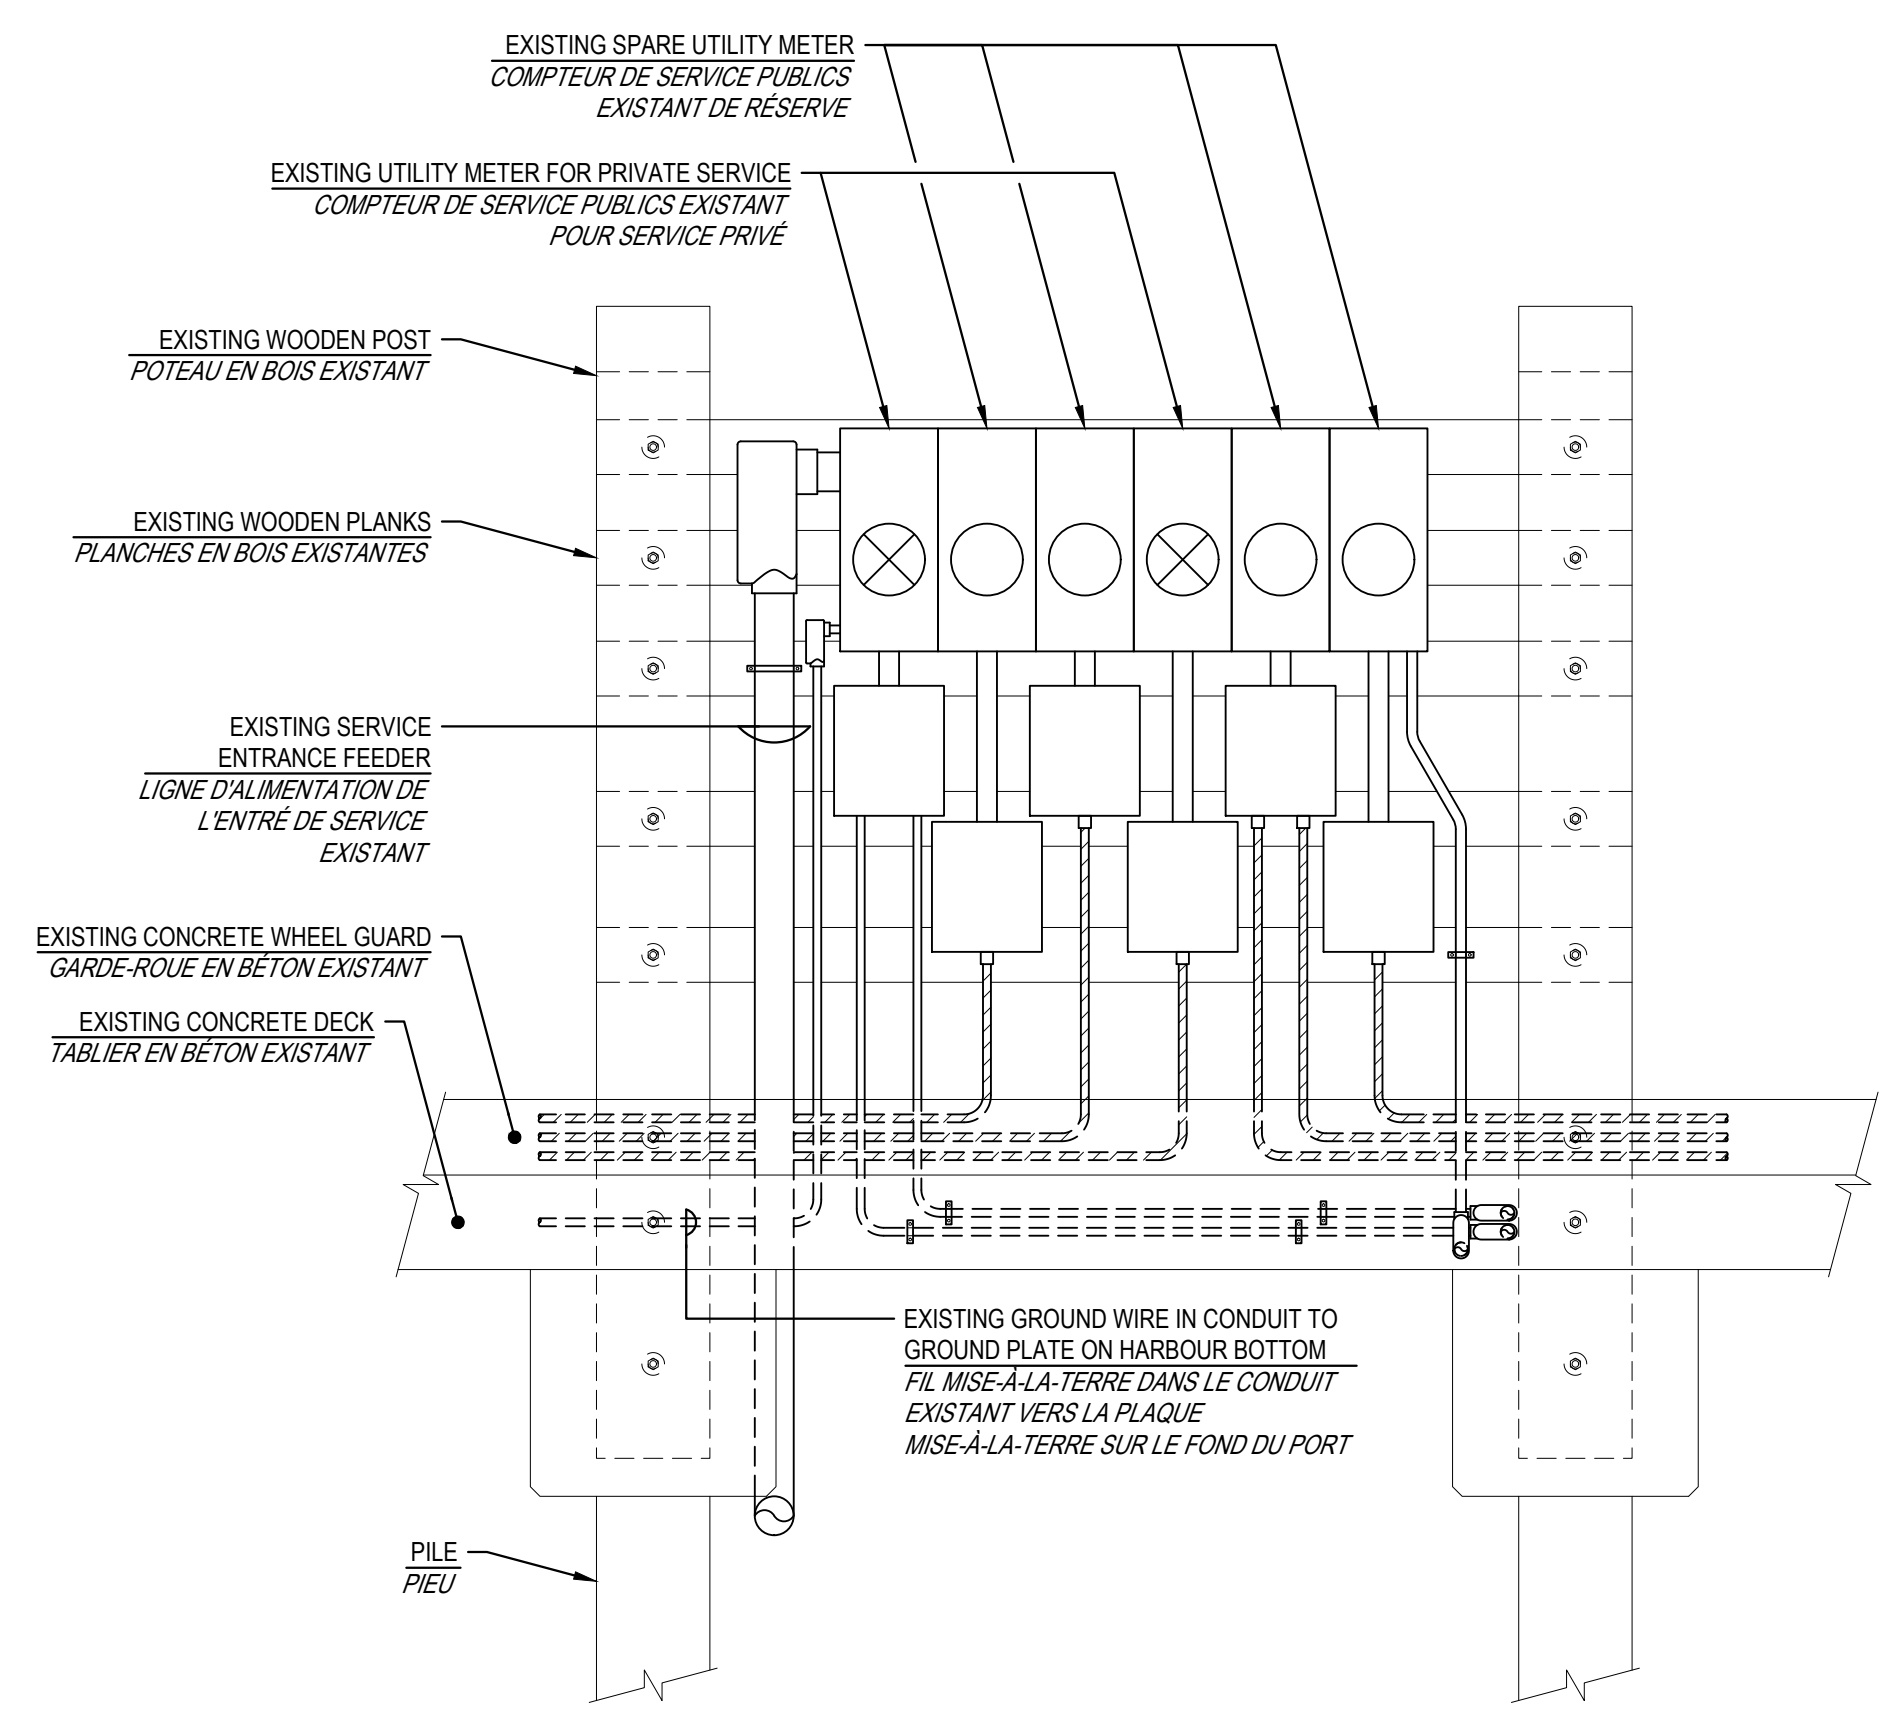 EXISTING SPARE UTILITY METER
COMPTEUR DE SERVICE PUBLICS
EXISTANT DE RÉSERVE
EXISTING UTILITY METER FOR PRIVATE SERVICE
COMPTEUR DE SERVICE PUBLICS EXISTANT
POUR SERVICE PRIVÉ
EXISTING WOODEN POST
POTEAU EN BOIS EXISTANT
EXISTING WOODEN PLANKS
PLANCHES EN BOIS EXISTANTES
EXISTING SERVICE
ENTRANCE FEEDER
LIGNE D'ALIMENTATION DE
L'ENTRÉ DE SERVICE
EXISTANT
EXISTING CONCRETE WHEEL GUARD
GARDE-ROUE EN BÉTON EXISTANT
EXISTING CONCRETE DECK
TABLIER EN BÉTON EXISTANT
EXISTING GROUND WIRE IN CONDUIT TO
GROUND PLATE ON HARBOUR BOTTOM
FIL MISE-À-LA-TERRE DANS LE CONDUIT
EXISTANT VERS LA PLAQUE
MISE-À-LA-TERRE SUR LE FOND DU PORT
PILE
PIEU